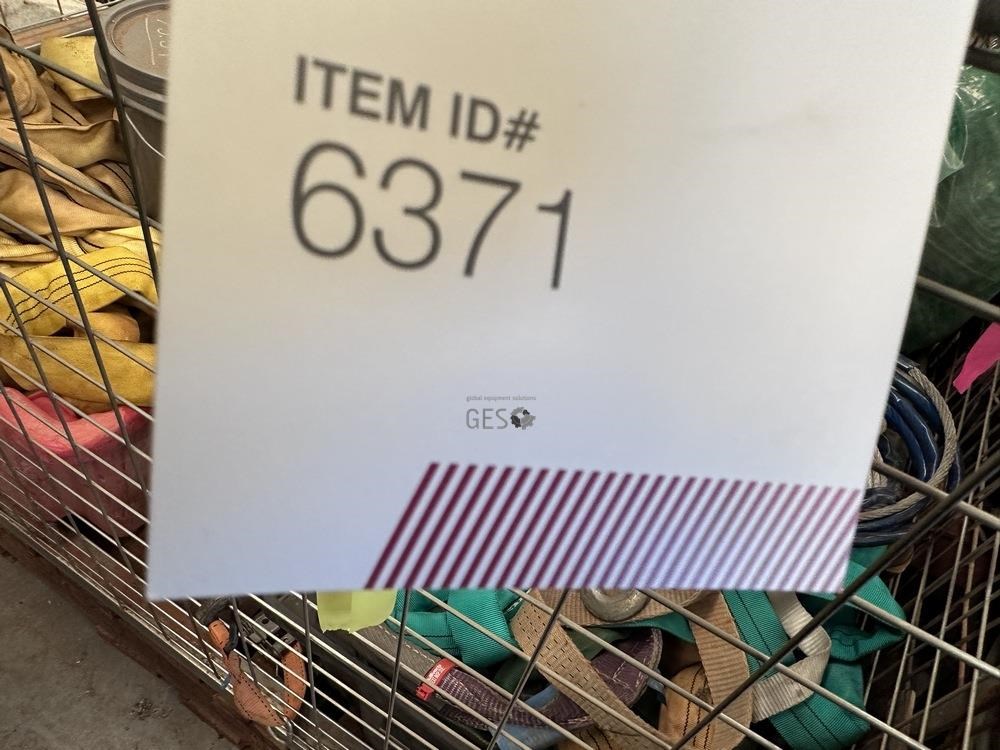 ITEM ID#
6371
global equipment solutions
GES